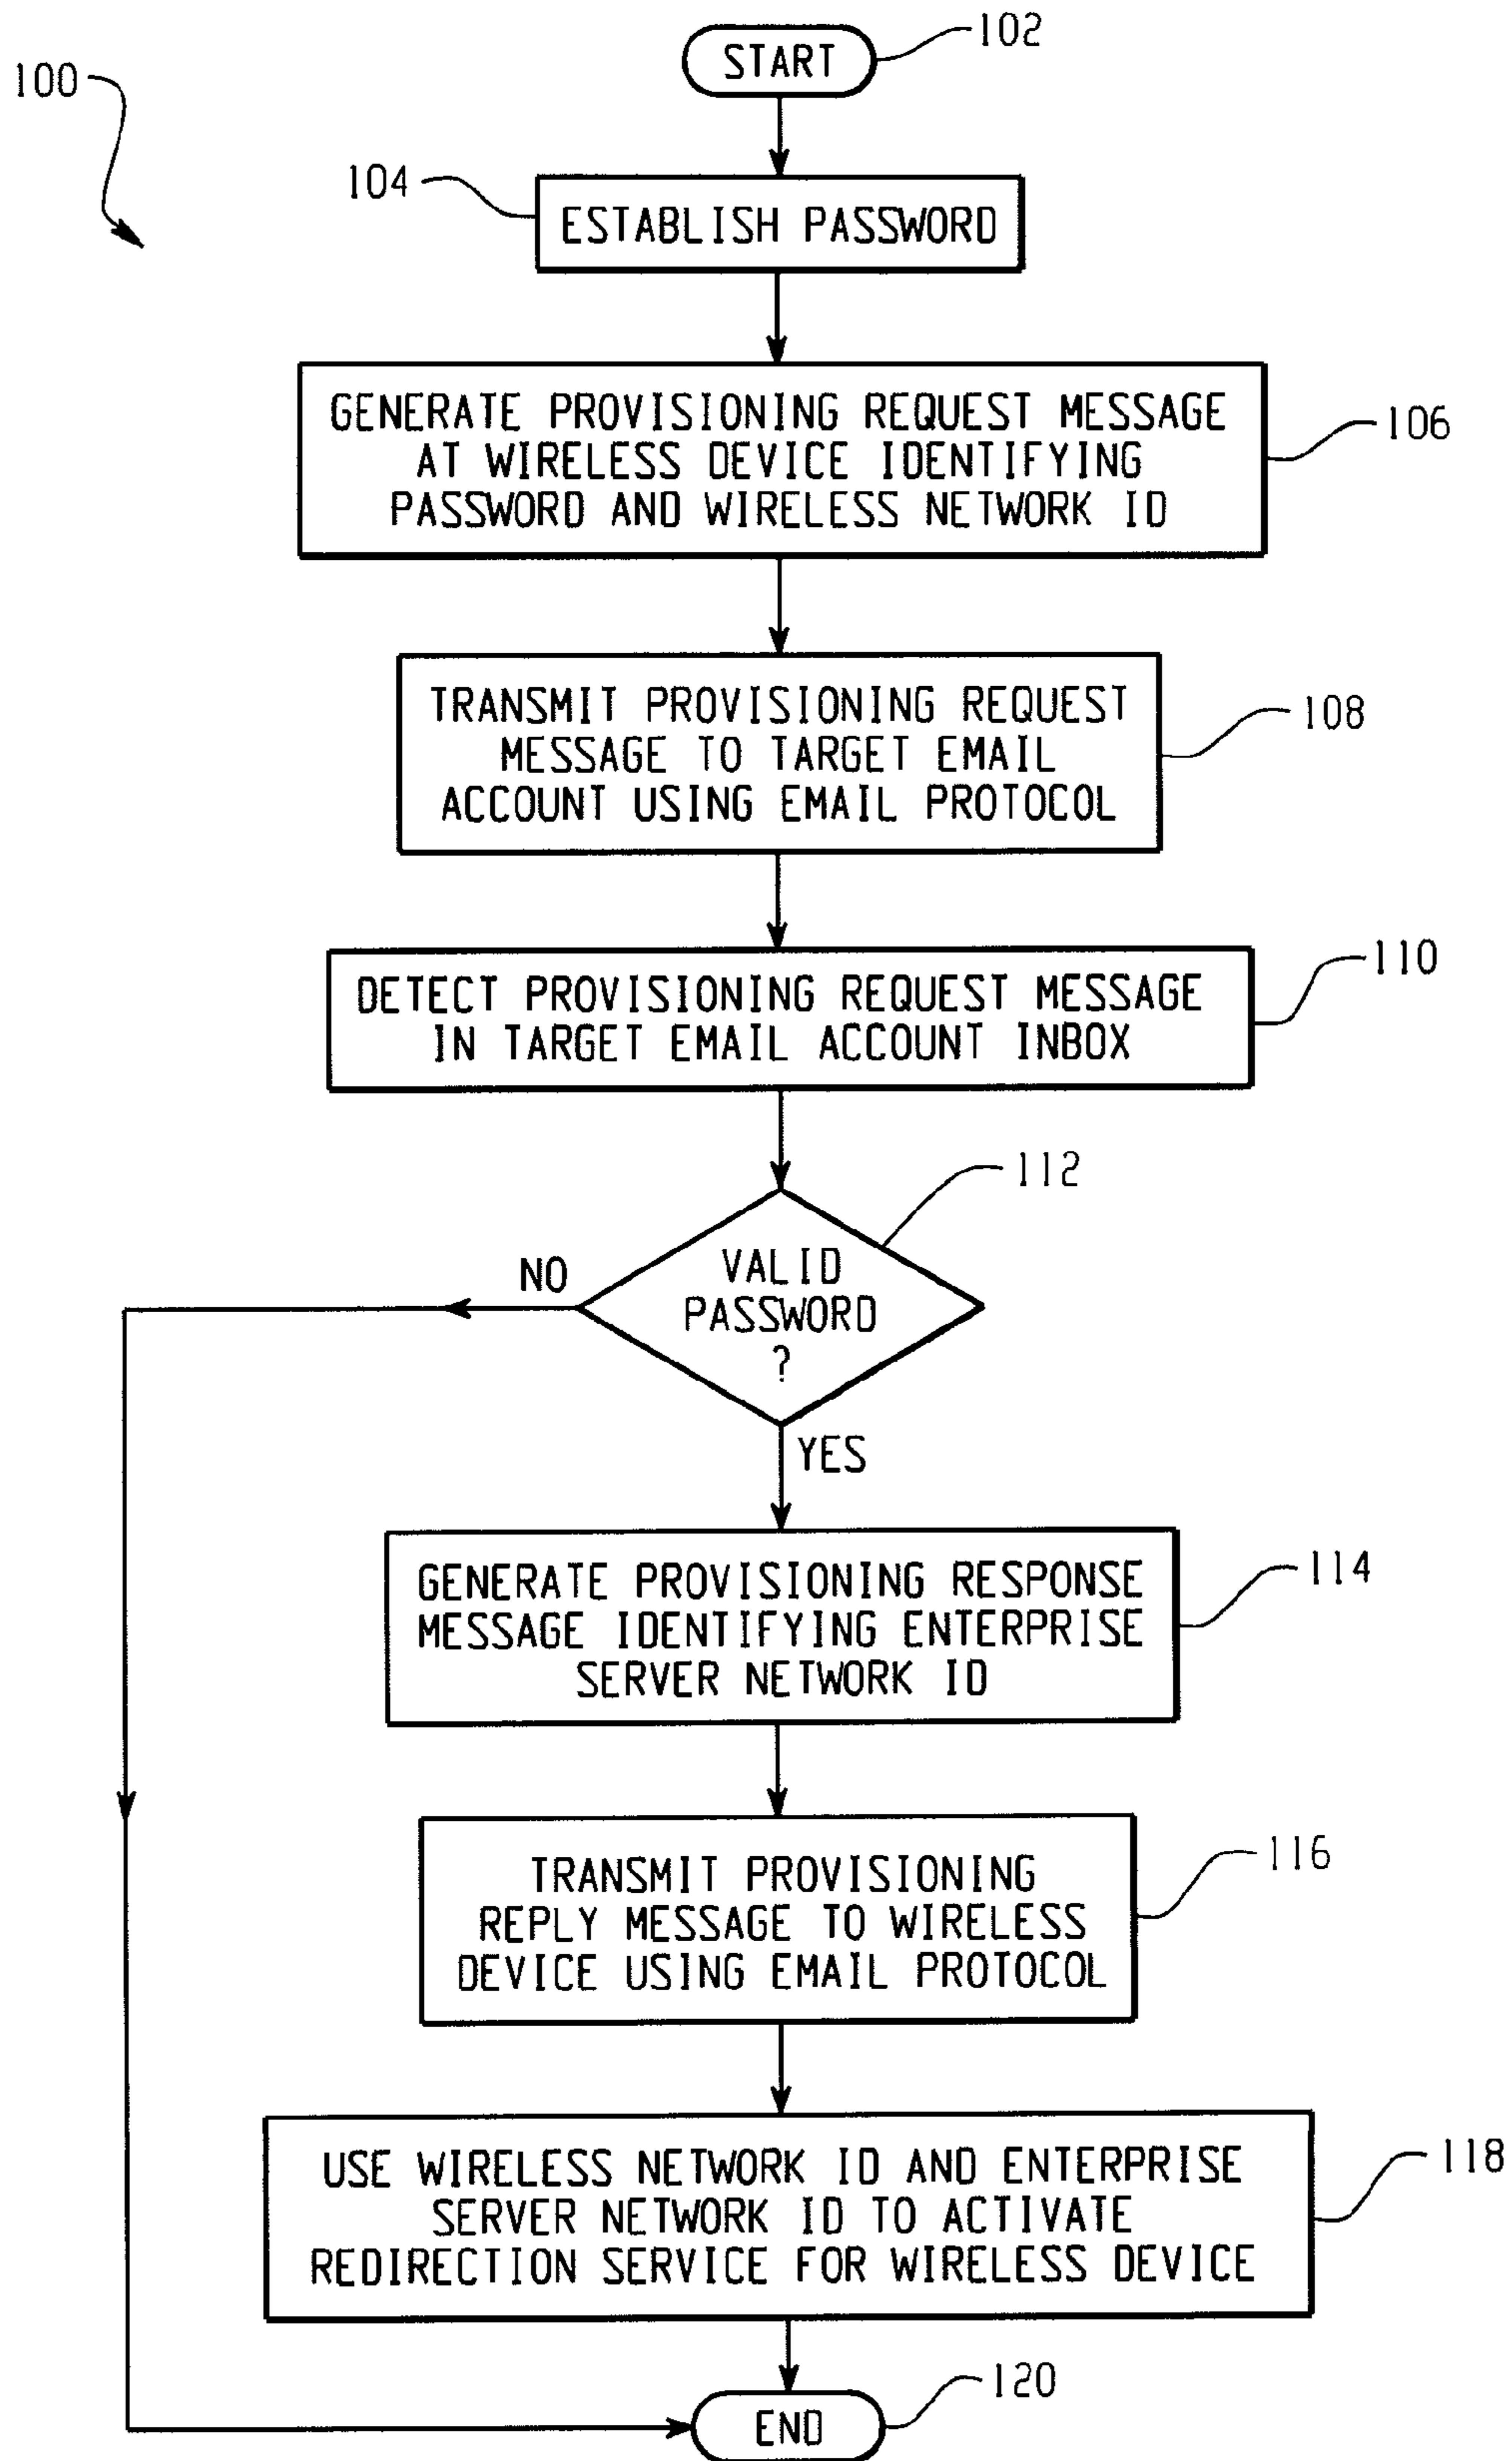 START
102
100
104
ESTABLISH PASSWORD
GENERATE PROVISIONING REQUEST MESSAGE
AT WIRELESS DEVICE IDENTIFYING
PASSWORD AND WIRELESS NETWORK ID
106
TRANSMIT PROVISIONING REQUEST
MESSAGE TO TARGET EMAIL
ACCOUNT USING EMAIL PROTOCOL
108
DETECT PROVISIONING REQUEST MESSAGE
IN TARGET EMAIL ACCOUNT INBOX
110
112
NO
VALID
PASSWORD
?
YES
GENERATE PROVISIONING RESPONSE
MESSAGE IDENTIFYING ENTERPRISE
SERVER NETWORK ID
114
TRANSMIT PROVISIONING
REPLY MESSAGE TO WIRELESS
DEVICE USING EMAIL PROTOCOL
116
USE WIRELESS NETWORK ID AND ENTERPRISE
SERVER NETWORK ID TO ACTIVATE
REDIRECTION SERVICE FOR WIRELESS DEVICE
118
END
120